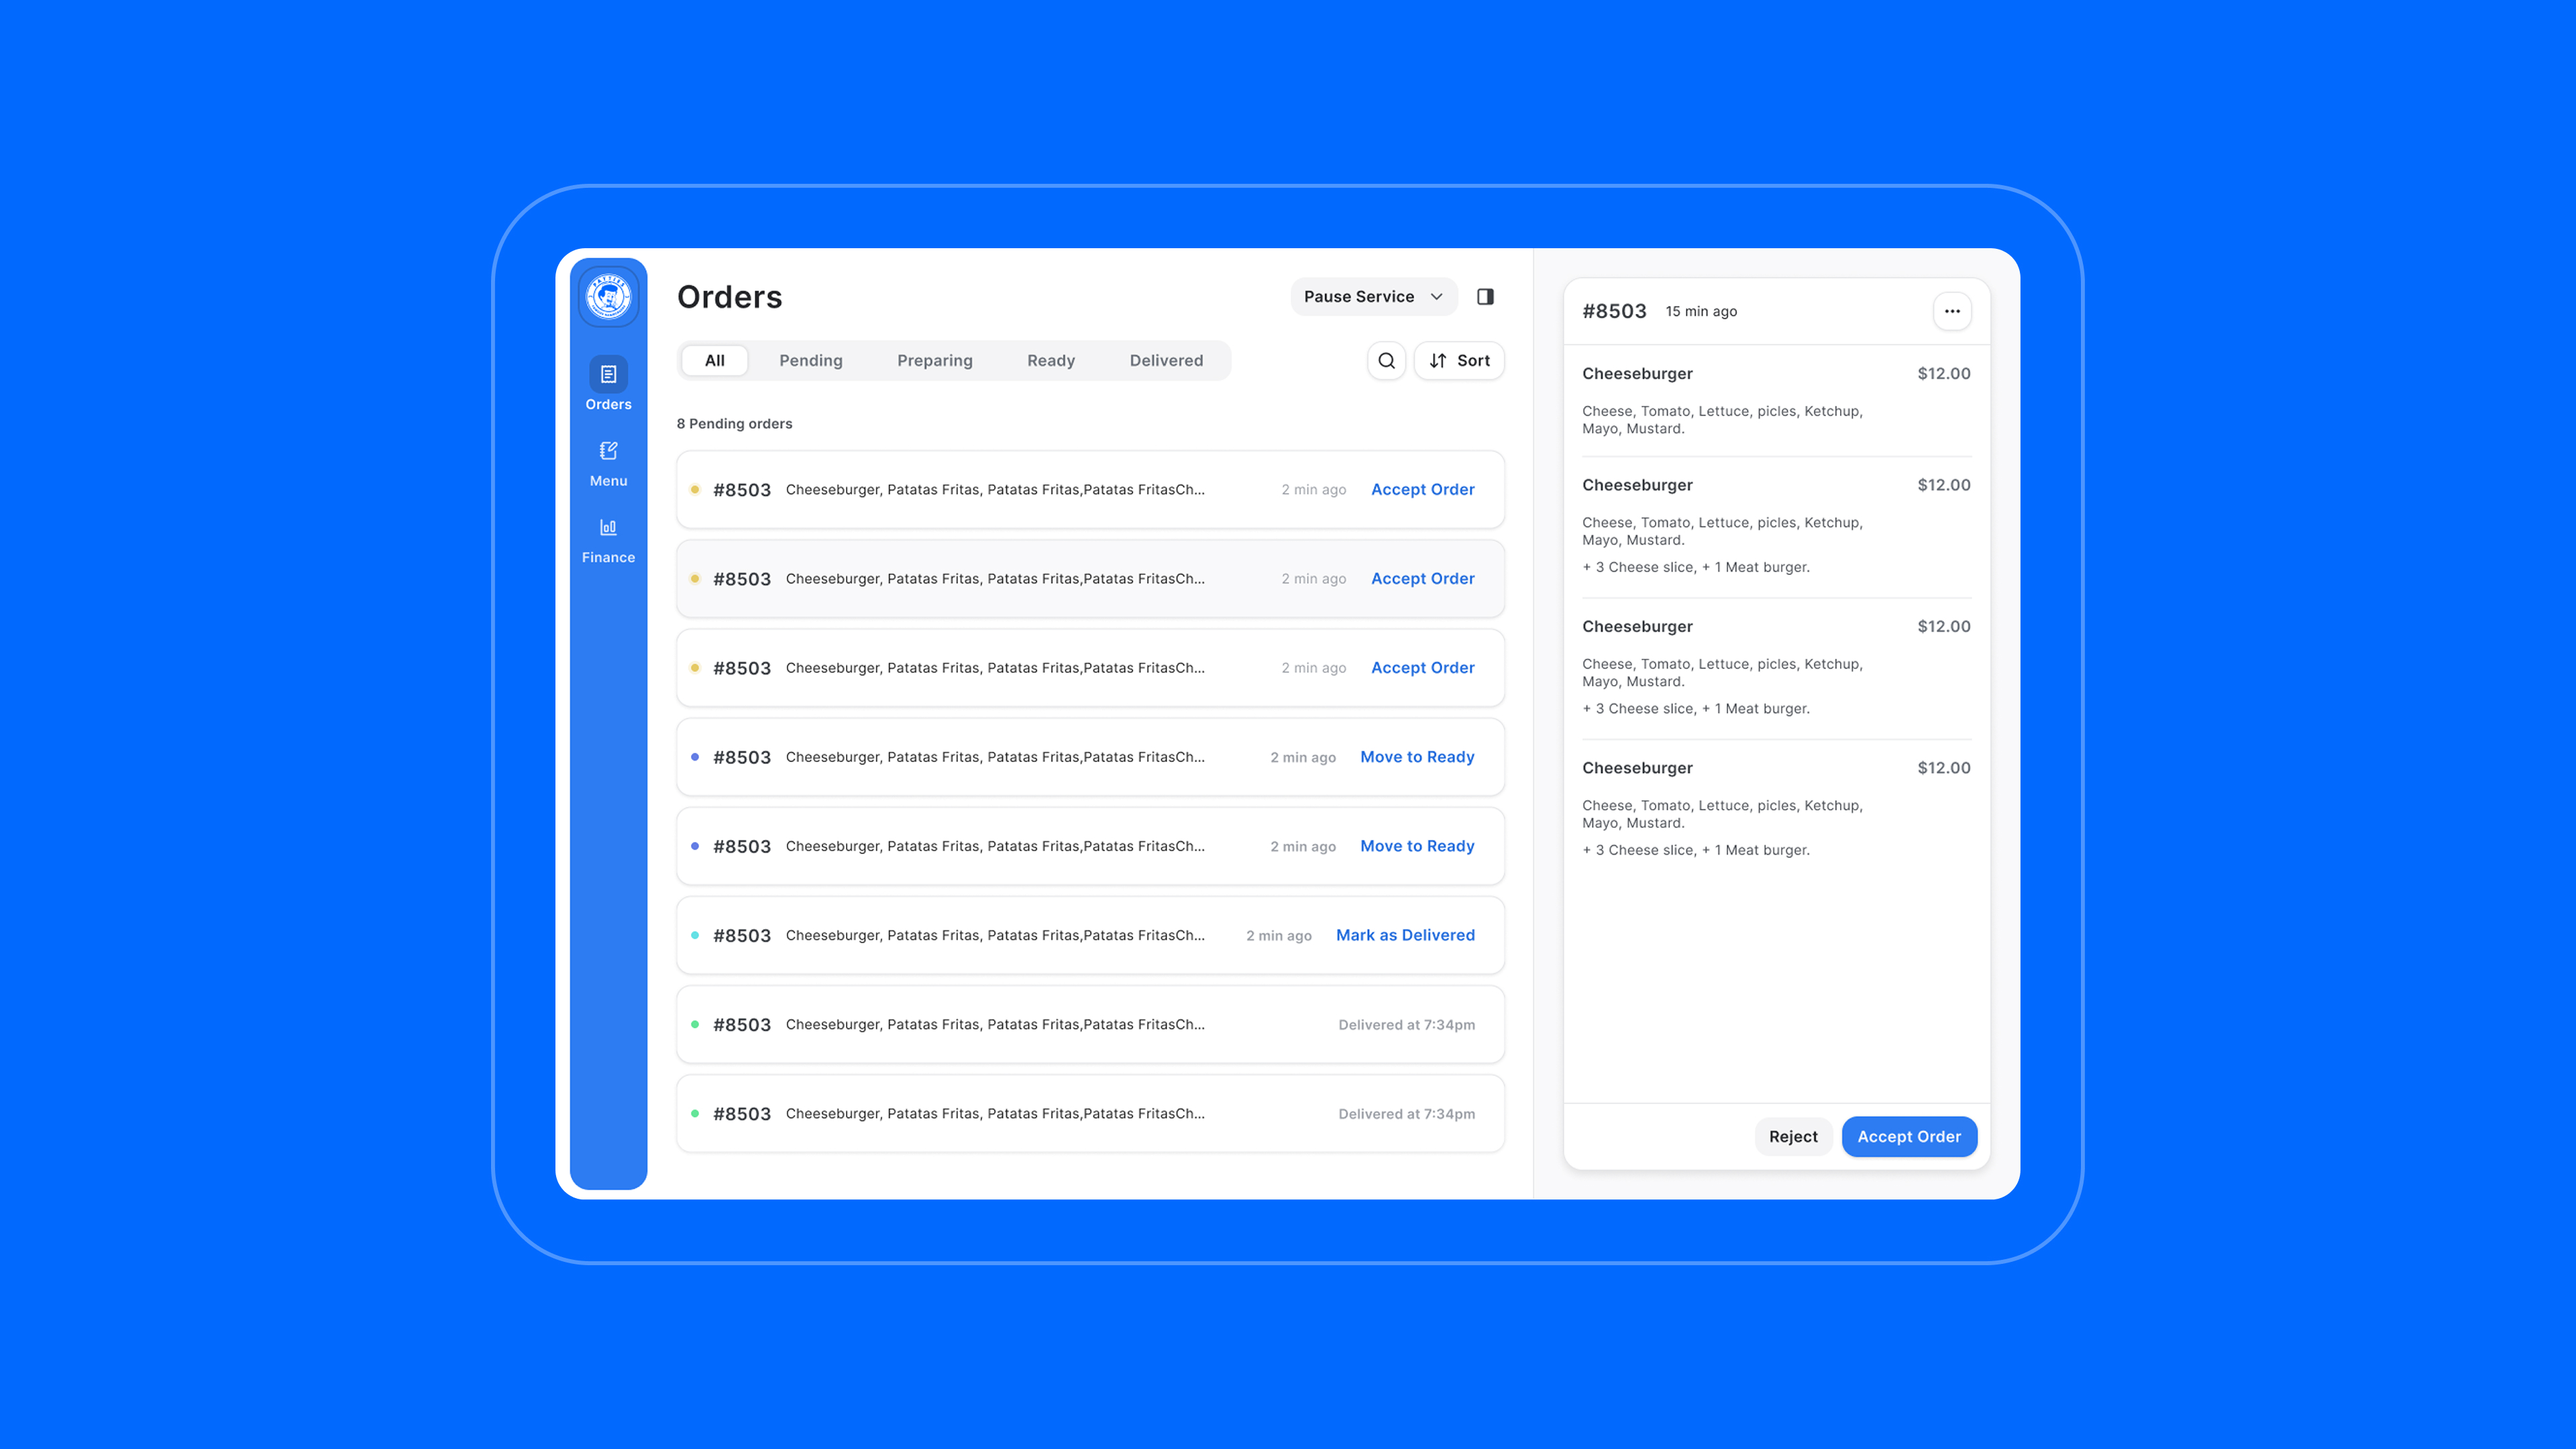 PATTIES
Orders
Menu
Finance
Orders
Pause Service
All Pending Preparing Ready Delivered
Sort
8 Pending orders
#8503 Cheeseburger, Patatas Fritas, Patatas Fritas,Patatas FritasCh... 2 min ago Accept Order
#8503 Cheeseburger, Patatas Fritas, Patatas Fritas,Patatas FritasCh... 2 min ago Accept Order
#8503 Cheeseburger, Patatas Fritas, Patatas Fritas,Patatas FritasCh... 2 min ago Accept Order
#8503 Cheeseburger, Patatas Fritas, Patatas Fritas,Patatas FritasCh... 2 min ago Move to Ready
#8503 Cheeseburger, Patatas Fritas, Patatas Fritas,Patatas FritasCh... 2 min ago Move to Ready
#8503 Cheeseburger, Patatas Fritas, Patatas Fritas,Patatas FritasCh... 2 min ago Mark as Delivered
#8503 Cheeseburger, Patatas Fritas, Patatas Fritas,Patatas FritasCh... Delivered at 7:34pm
#8503 Cheeseburger, Patatas Fritas, Patatas Fritas,Patatas FritasCh... Delivered at 7:34pm
#8503 15 min ago
Cheeseburger $12.00
Cheese, Tomato, Lettuce, picles, Ketchup,
Mayo, Mustard.
Cheeseburger $12.00
Cheese, Tomato, Lettuce, picles, Ketchup,
Mayo, Mustard.
+ 3 Cheese slice, + 1 Meat burger.
Cheeseburger $12.00
Cheese, Tomato, Lettuce, picles, Ketchup,
Mayo, Mustard.
+ 3 Cheese slice, + 1 Meat burger.
Cheeseburger $12.00
Cheese, Tomato, Lettuce, picles, Ketchup,
Mayo, Mustard.
+ 3 Cheese slice, + 1 Meat burger.
Reject Accept Order